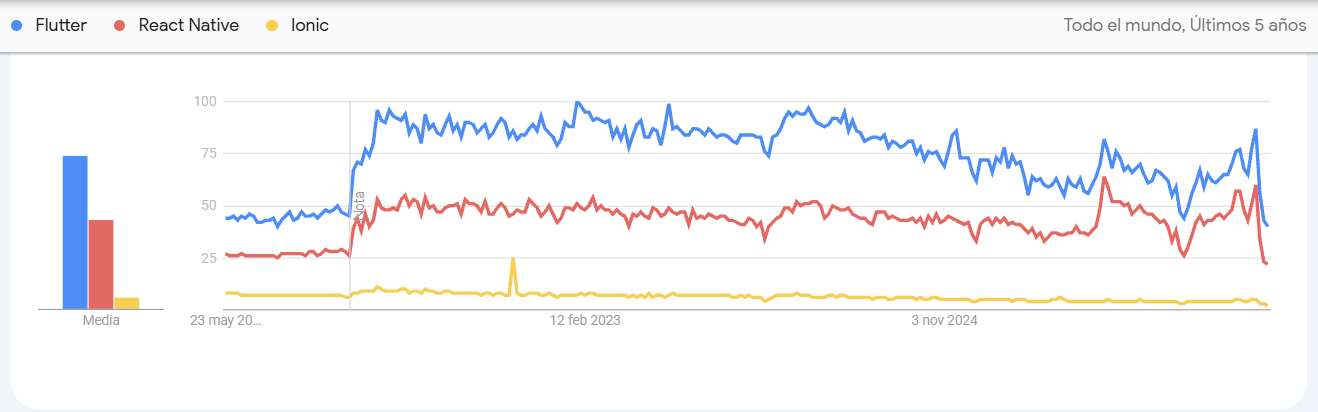 Flutter React Native Ionic Todo el mundo, Últimos 5 años
100
75
50
25
Nota
Media
23 may 20...
12 feb 2023
3 nov 2024